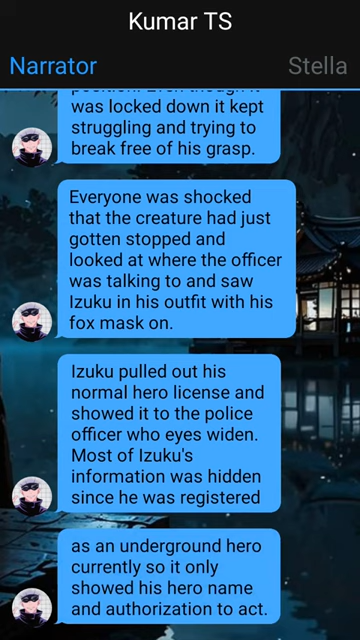 Kumar TS
Narrator
Stella
was locked down it kept
struggling and trying to
break free of his grasp.
Everyone was shocked
that the creature had just
gotten stopped and
looked at where the officer
was talking to and saw
Izuku in his outfit with his
fox mask on.
Izuku pulled out his
normal hero license and
showed it to the police
officer who eyes widen.
Most of Izuku's
information was hidden
since he was registered
as an underground hero
currently so it only
showed his hero name
and authorization to act.